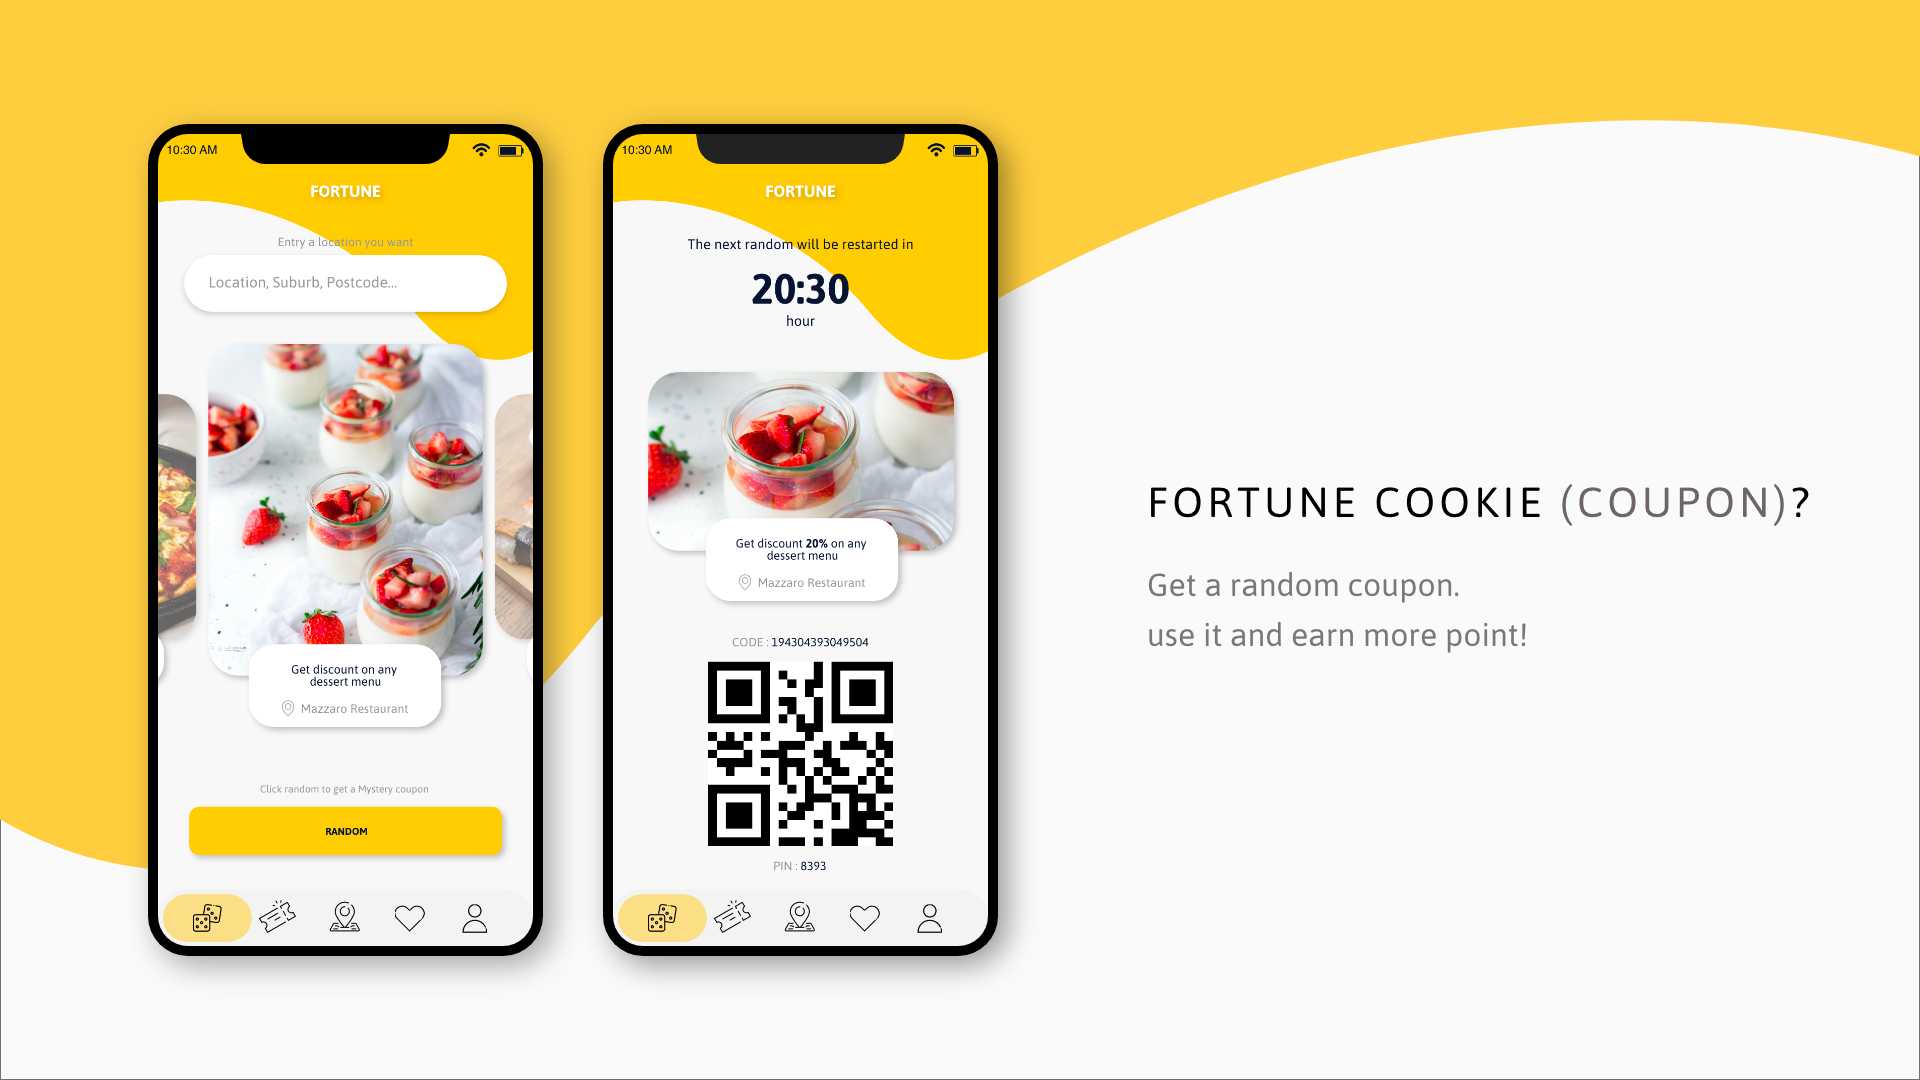 10:30 AM
FORTUNE
Entry a location you want
Location, Suburb, Postcode...
Get discount on any
dessert menu
Mazzaro Restaurant
Click random to get a Mystery coupon
RANDOM
10:30 AM
FORTUNE
The next random will be restarted in
20:30
hour
Get discount 20% on any
dessert menu
Mazzaro Restaurant
CODE : 194304393049504
PIN : 8393
FORTUNE COOKIE (COUPON)?
Get a random coupon.
use it and earn more point!